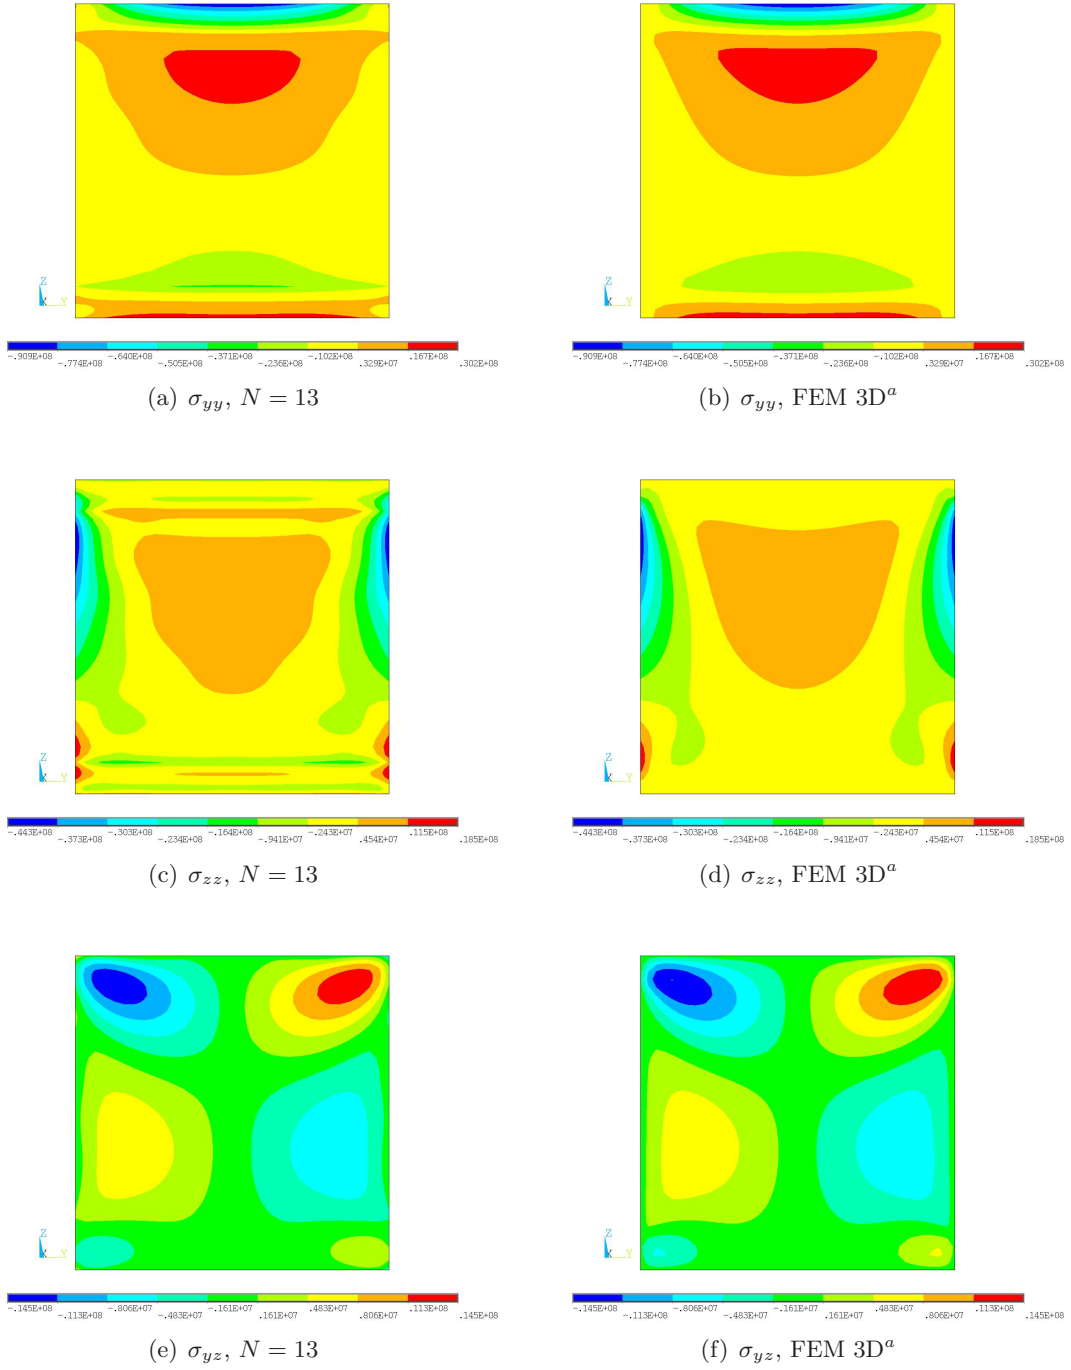 Z
X Y
Z
X Y
-.909E+08 -.640E+08 -.371E+08 -.102E+08 .167E+08
-.774E+08 -.505E+08 -.236E+08 .329E+07 .302E+08
-.909E+08 -.640E+08 -.371E+08 -.102E+08 .167E+08
-.774E+08 -.505E+08 -.236E+08 .329E+07 .302E+08
(a) σyy, N = 13
(b) σyy, FEM 3Dᵃ
Z
X Y
Z
X Y
-.443E+08 -.303E+08 -.164E+08 -.243E+07 .115E+08
-.373E+08 -.234E+08 -.941E+07 .454E+07 .185E+08
-.443E+08 -.303E+08 -.164E+08 -.243E+07 .115E+08
-.373E+08 -.234E+08 -.941E+07 .454E+07 .185E+08
(c) σzz, N = 13
(d) σzz, FEM 3Dᵃ
Z
X Y
Z
X Y
-.145E+08 -.806E+07 -.161E+07 .483E+07 .113E+08
-.113E+08 -.483E+07 .161E+07 .806E+07 .145E+08
-.145E+08 -.806E+07 -.161E+07 .483E+07 .113E+08
-.113E+08 -.483E+07 .161E+07 .806E+07 .145E+08
(e) σyz, N = 13
(f) σyz, FEM 3Dᵃ